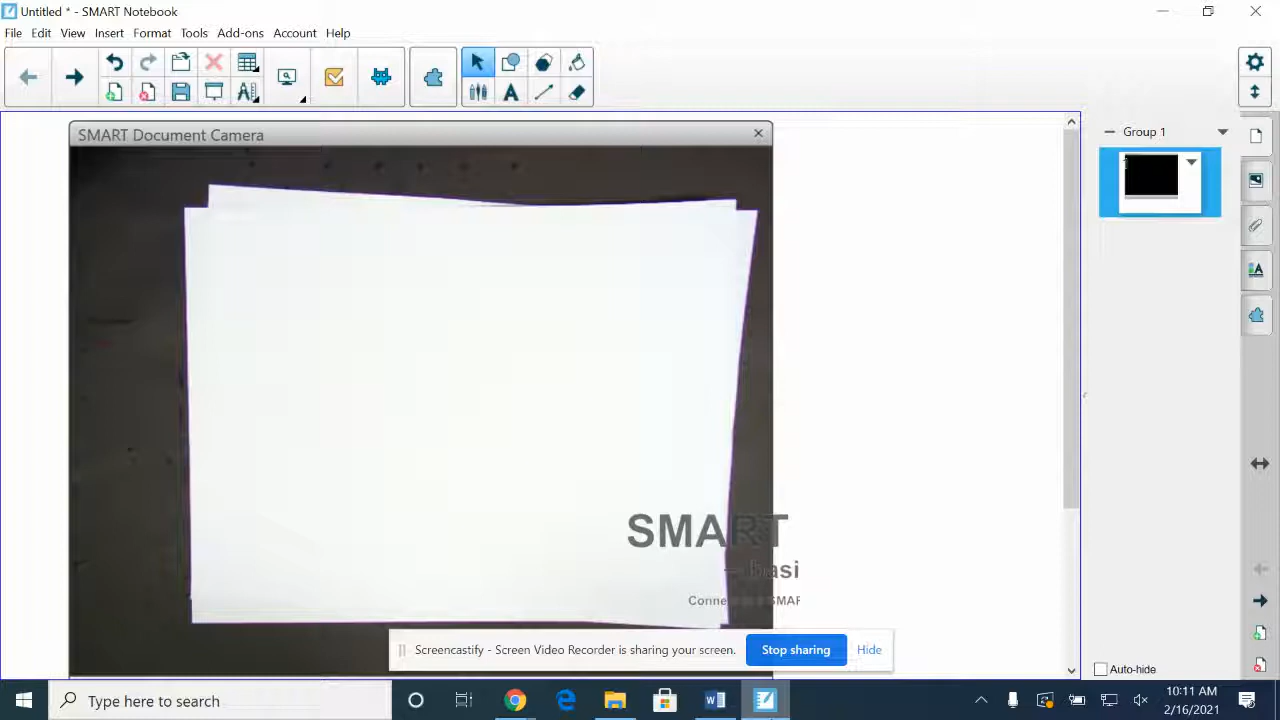 Untitled * - SMART Notebook
File Edit View Insert Format Tools Add-ons Account Help
SMART Document Camera
Group 1
SMART
basi
SMAR
Screencastify - Screen Video Recorder is sharing your screen. Stop sharing Hide
Auto-hide
Type here to search
10:11 AM
2/16/2021